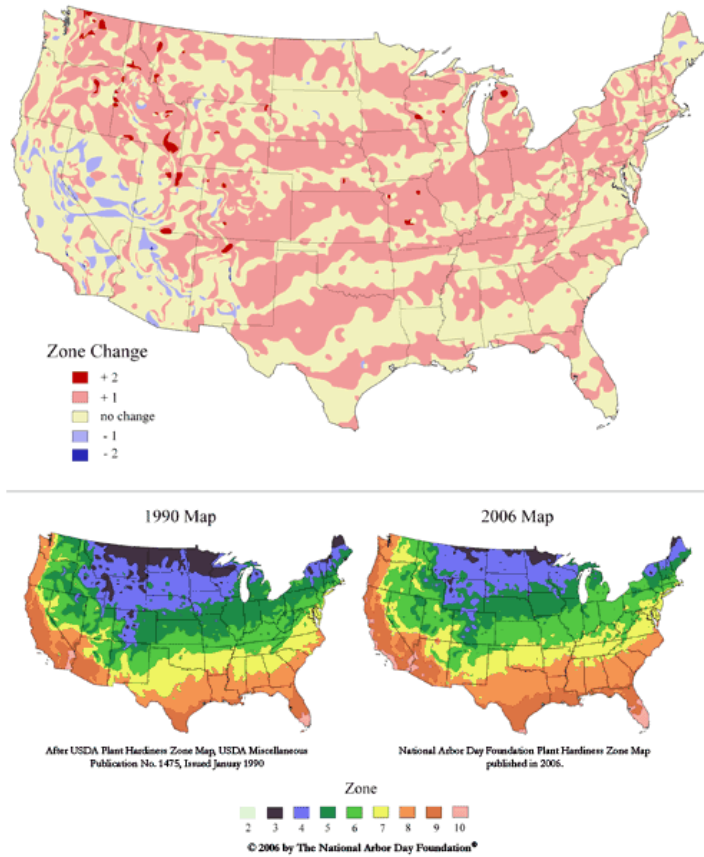 Zone Change
+ 2
+ 1
no change
- 1
- 2
1990 Map
2006 Map
After USDA Plant Hardiness Zone Map, USDA Miscellaneous
Publication No. 1475, Issued Januay 1990
National Arbor Day Foundation Plant Hardiness Zone Map
published in 2006.
Zone
2 3 4 5 6 7 8 9 10
© 2006 by The National Arbor Day Foundation®